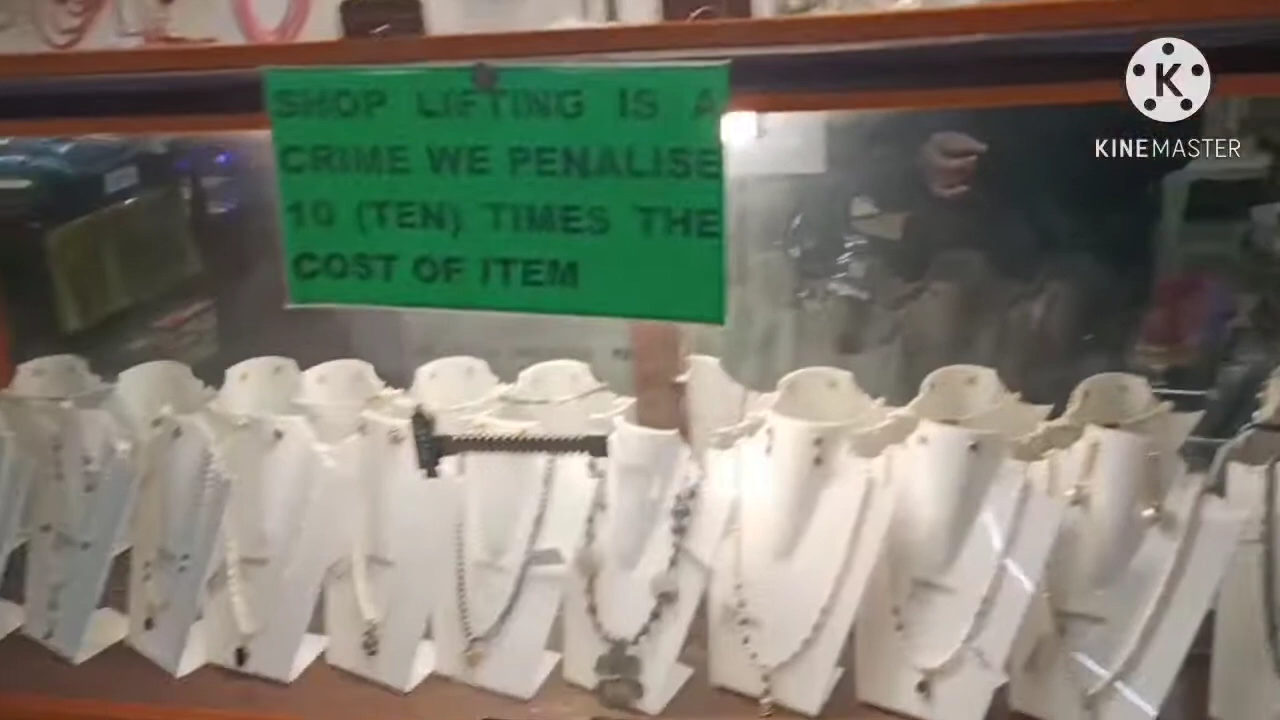 SHOP LIFTING IS A
CRIME WE PENALISE
10 (TEN) TIMES THE
COST OF ITEM
K
KINEMASTER